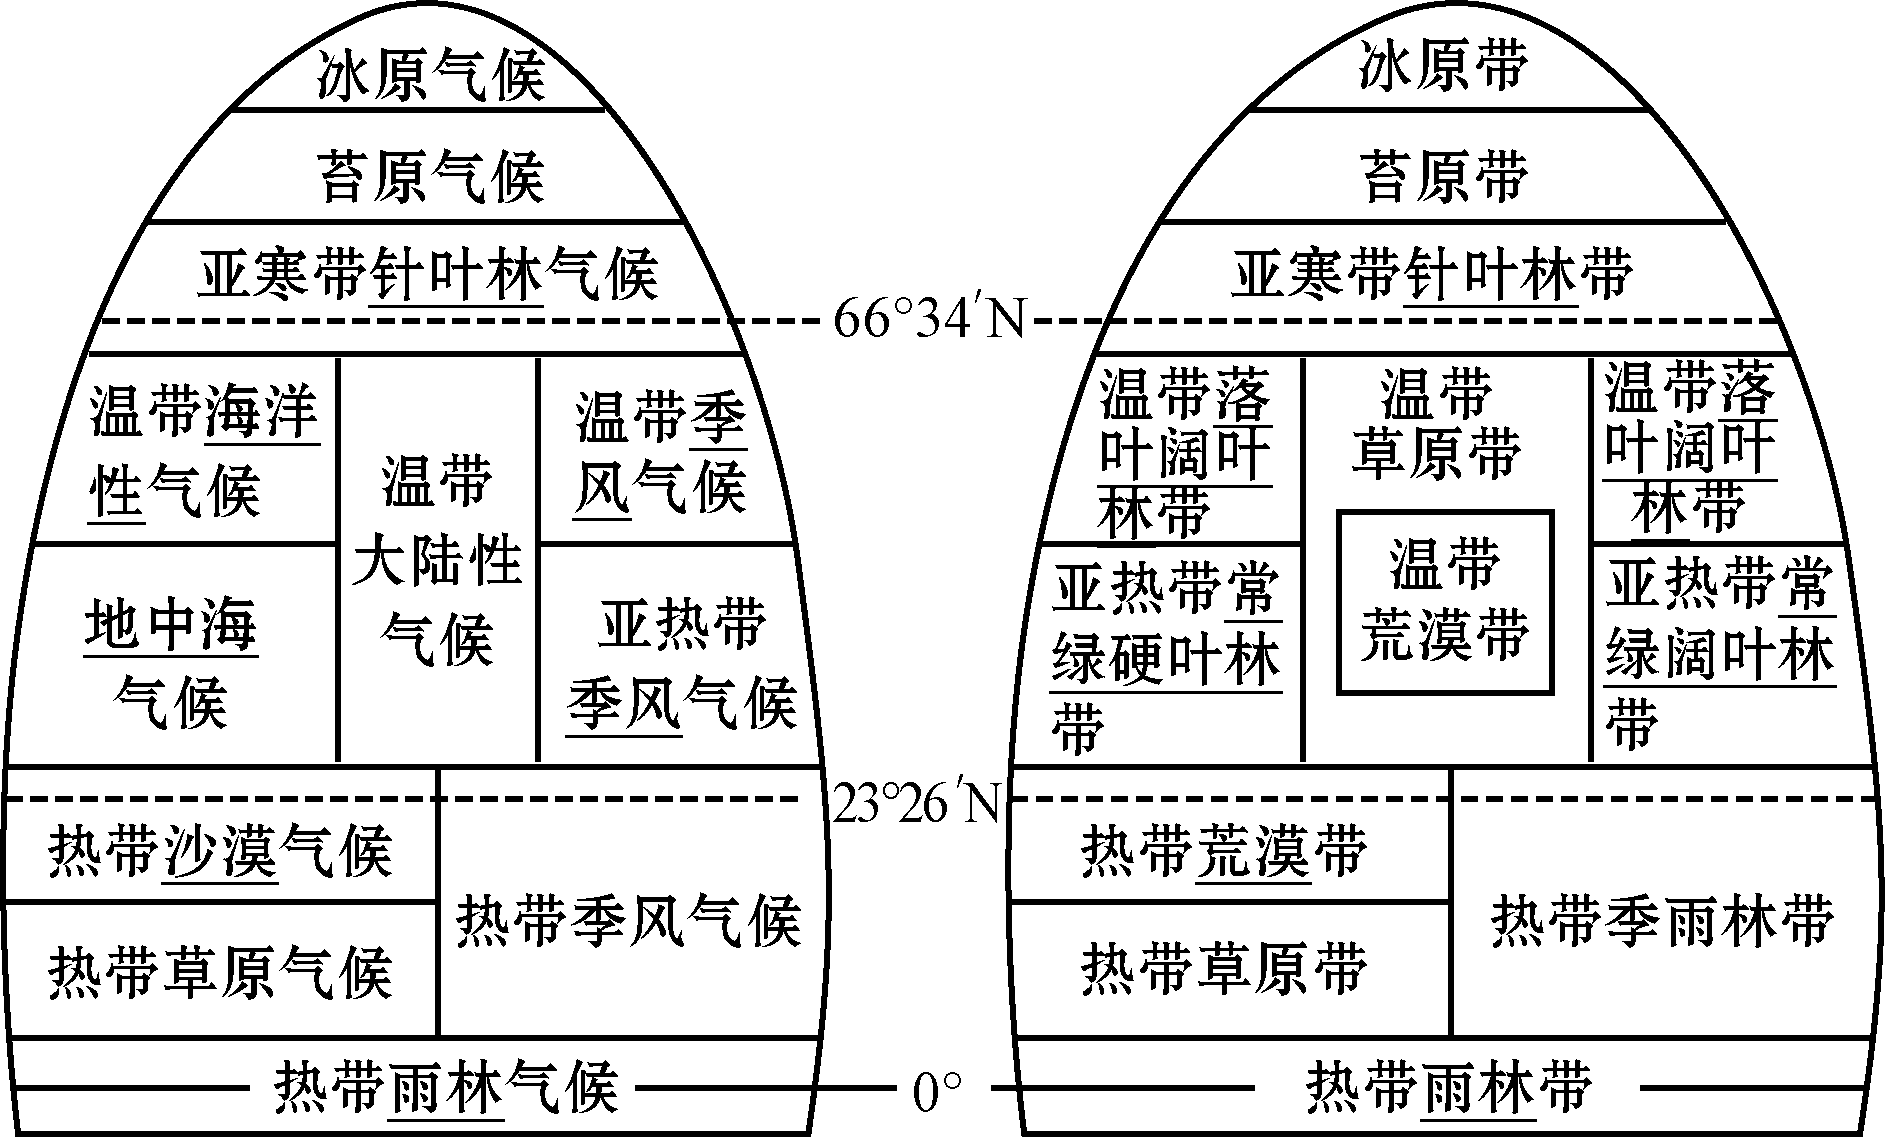 冰原气候
苔原气候
亚寒带针叶林气候
温带海洋
性气候
温带
大陆性
气候
温带季
风气候
地中海
气候
亚热带
季风气候
热带沙漠气候
热带草原气候
热带季风气候
热带雨林气候
66°34′N
23°26′N
0°
冰原带
苔原带
亚寒带针叶林带
温带落
叶阔叶
林带
温带
草原带
温带
荒漠带
温带落
叶阔叶
林带
亚热带常
绿硬叶林
带
亚热带常
绿阔叶林
带
热带荒漠带
热带草原带
热带季雨林带
热带雨林带